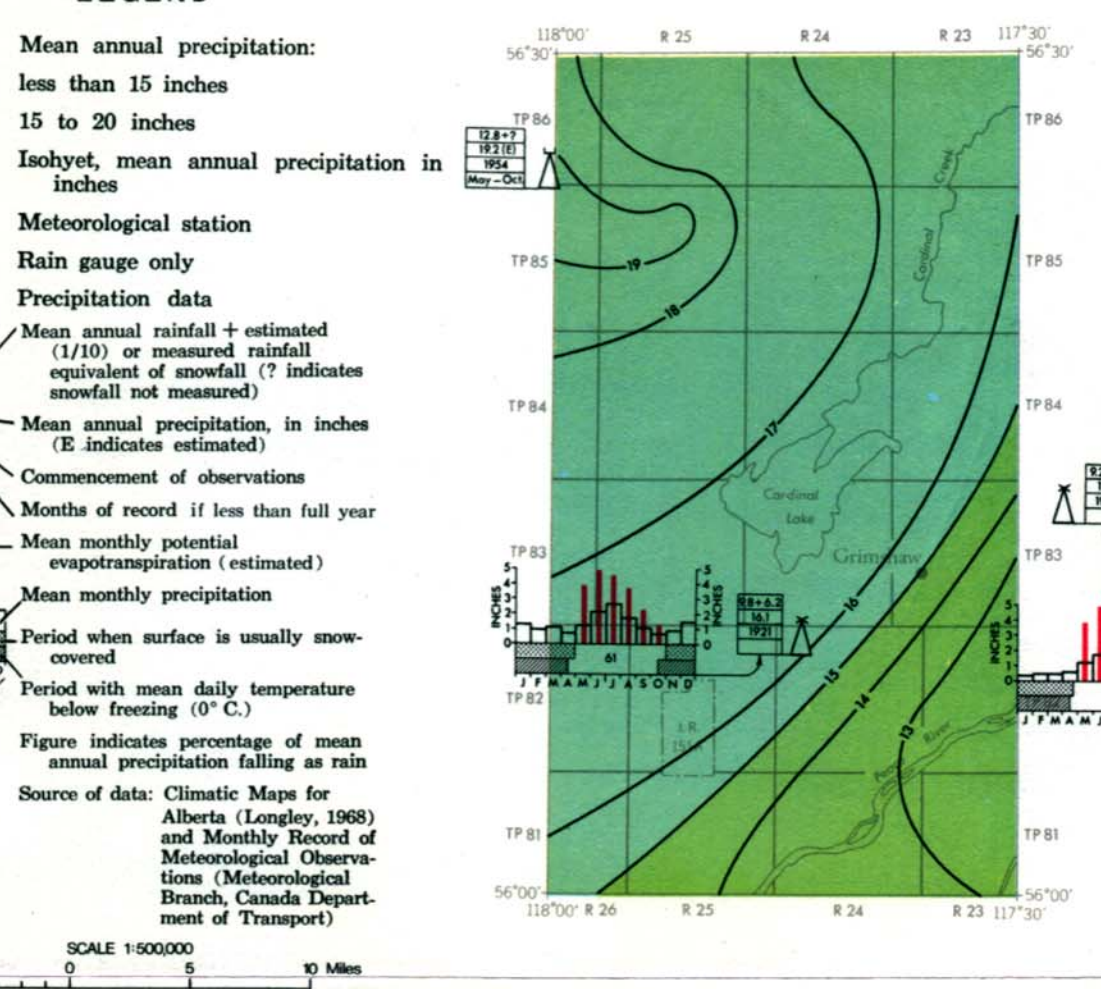 Mean annual precipitation:
less than 15 inches
15 to 20 inches
Isohyet, mean annual precipitation in
inches
Meteorological station
Rain gauge only
Precipitation data
Mean annual rainfall + estimated
(1/10) or measured rainfall
equivalent of snowfall (? indicates
snowfall not measured)
Mean annual precipitation, in inches
(E indicates estimated)
Commencement of observations
Months of record if less than full year
Mean monthly potential
evapotranspiration (estimated)
Mean monthly precipitation
Period when surface is usually snow-
covered
Period with mean daily temperature
below freezing (0° C.)
Figure indicates percentage of mean
annual precipitation falling as rain
Source of data: Climatic Maps for
Alberta (Longley, 1968)
and Monthly Record of
Meteorological Observa-
tions (Meteorological
Branch, Canada Depart-
ment of Transport)
SCALE 1:500,000
0 5 10 Miles
118°00' R 25 R 24 R 23 117°30'
56°30' 56°30'
TP 86 TP 86
12.8+?
19.2 (E)
1954
May – Oct.
Creek
Cardinal
TP 85 TP 85
19
18
TP 84 TP 84
17
Cardinal
Lake
TP 83 TP 83
Grimshaw
16
5
4
3
2
1
0
INCHES
5
4
3
2
1
0
INCHES
61
J F M A M J J A S O N D
9.8+6.2
16.1
1921
15
14
13
TP 82
I.R.
River
5
4
3
2
1
0
INCHES
J F M A M J
TP 81 TP 81
56°00' 56°00'
118°00' R 26 R 25 R 24 R 23 117°30'